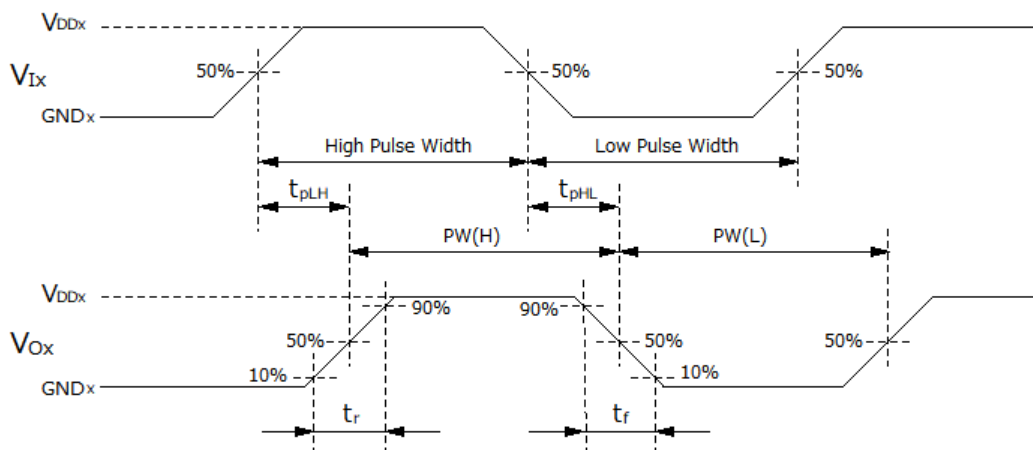 VDDx
VIx
50%
50%
50%
GNDx
High Pulse Width
Low Pulse Width
tpLH
tpHL
PW(H)
PW(L)
VDDx
90%
90%
VOx
50%
50%
50%
10%
10%
GNDx
tr
tf